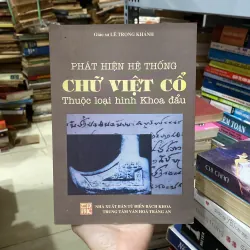 Giáo sư LÊ TRỌNG KHÁNH
PHÁT HIỆN HỆ THỐNG
CHỮ VIỆT CỔ
Thuộc loại hình Khoa đẩu
NHÀ XUẤT BẢN TỪ ĐIỂN BÁCH KHOA
TRUNG TÂM VĂN HÓA TRÀNG AN